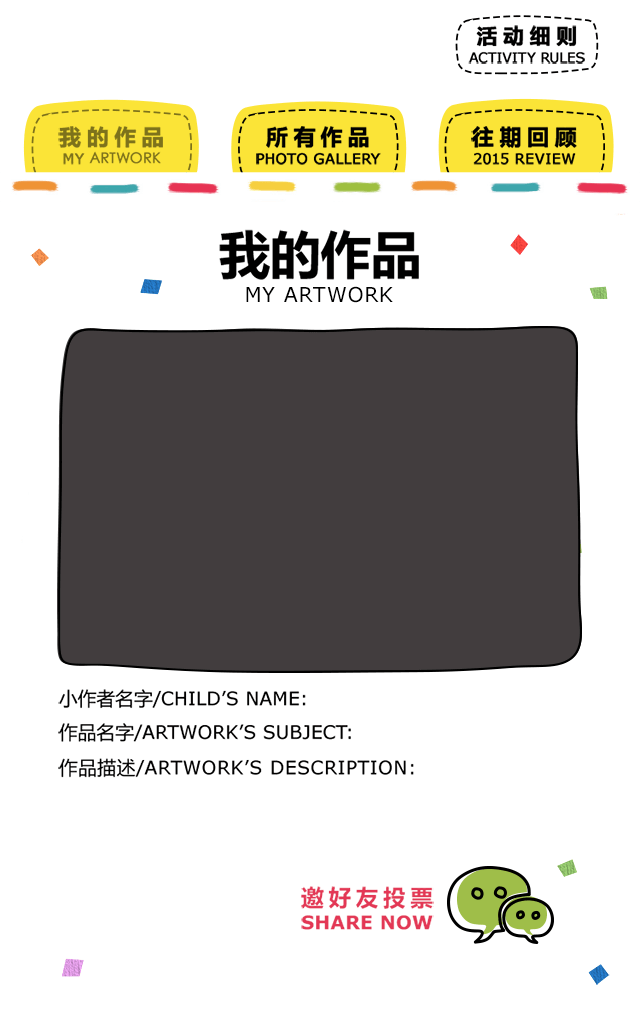 活动细则
ACTIVITY RULES
我的作品
MY ARTWORK
所有作品
PHOTO GALLERY
往期回顾
2015 REVIEW
我的作品
MY ARTWORK
小作者名字/CHILD’S NAME:
作品名字/ARTWORK’S SUBJECT:
作品描述/ARTWORK’S DESCRIPTION:
邀好友投票
SHARE NOW